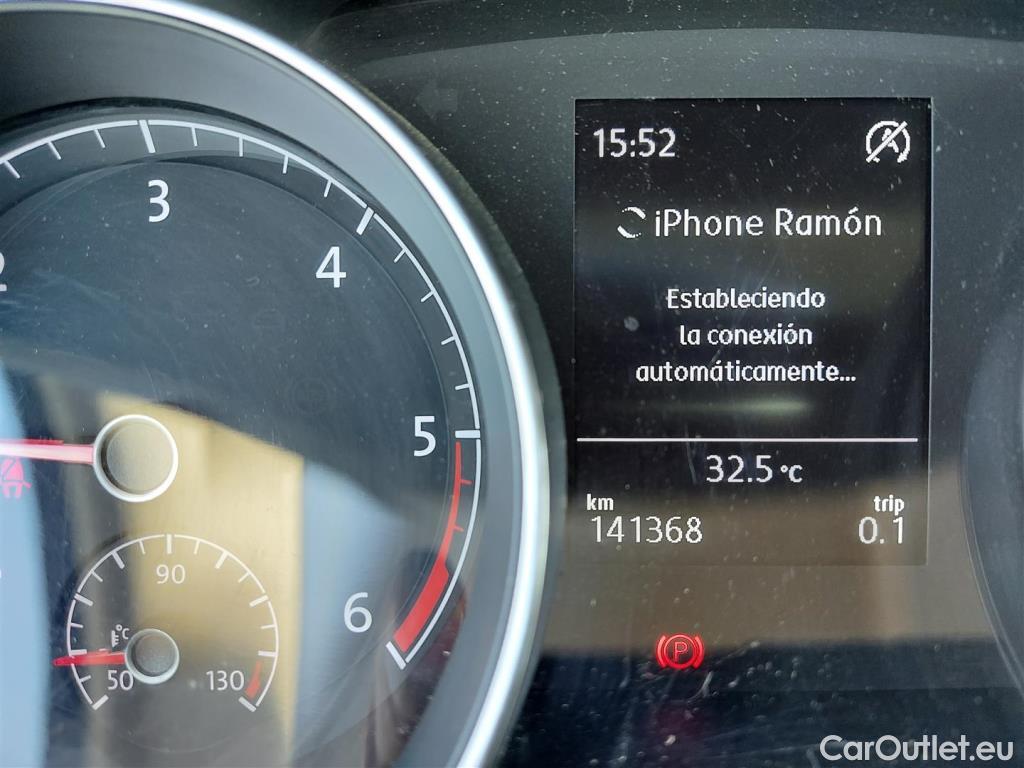 15:52
iPhone Ramón
Estableciendo
la conexión
automáticamente...
32.5 °C
km
trip
141368
0.1
2
3
4
5
6
°C
50
90
130
P
CarOutlet.eu